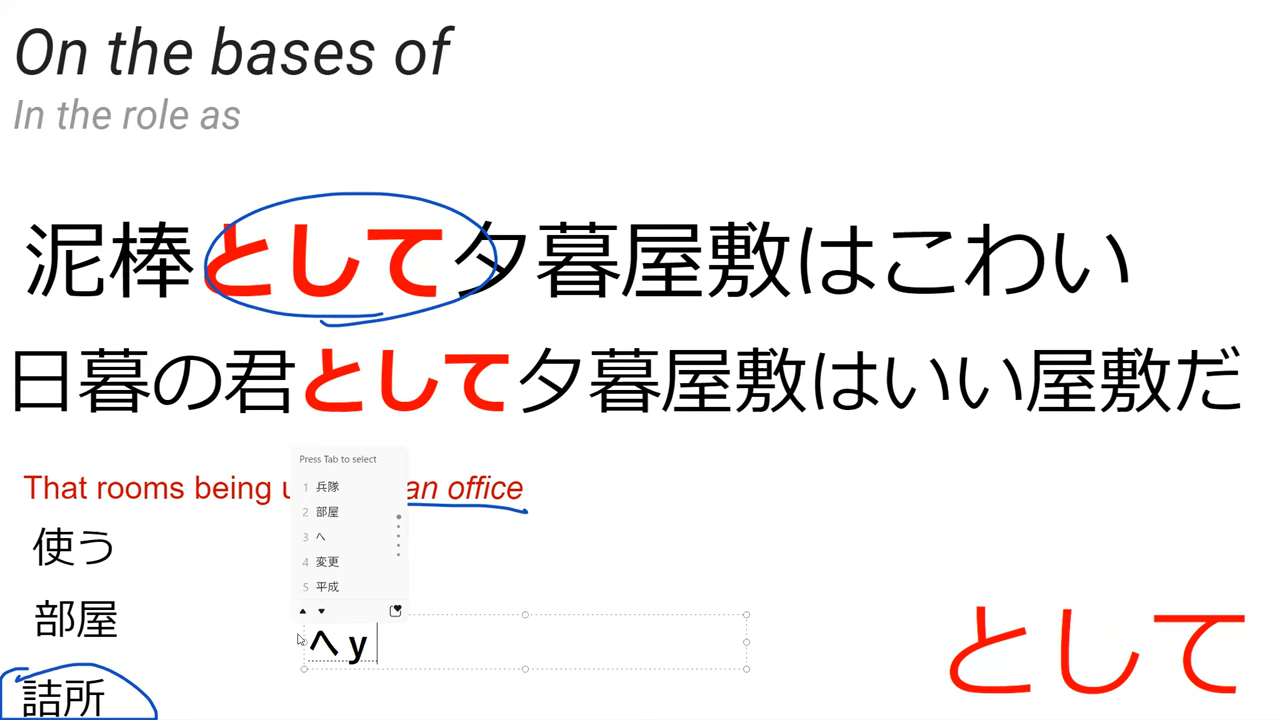 On the bases of
In the role as
泥棒として夕暮屋敷はこわい
日暮の君として夕暮屋敷はいい屋敷だ
Press Tab to select
That rooms being u an office
1 兵隊
2 部屋
3 へ
4 変更
5 平成
使う
部屋
へy
詰所
として